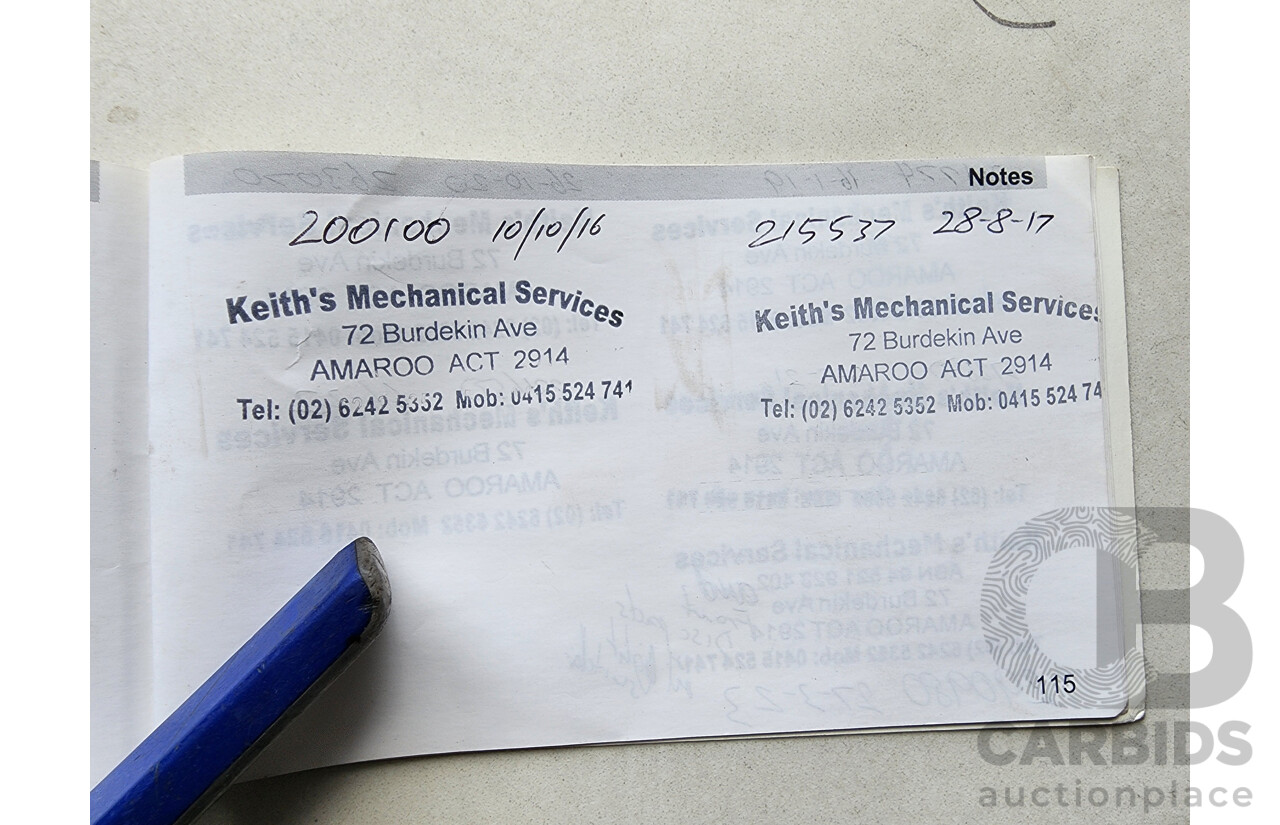 Notes
200100 10/10/16
Keith's Mechanical Services
72 Burdekin Ave
AMAROO ACT 2914
Tel: (02) 6242 5352 Mob: 0415 524 741
215537 28-8-17
Keith's Mechanical Services
72 Burdekin Ave
AMAROO ACT 2914
Tel: (02) 6242 5352 Mob: 0415 524 74
115
CARBIDS
auctionplace